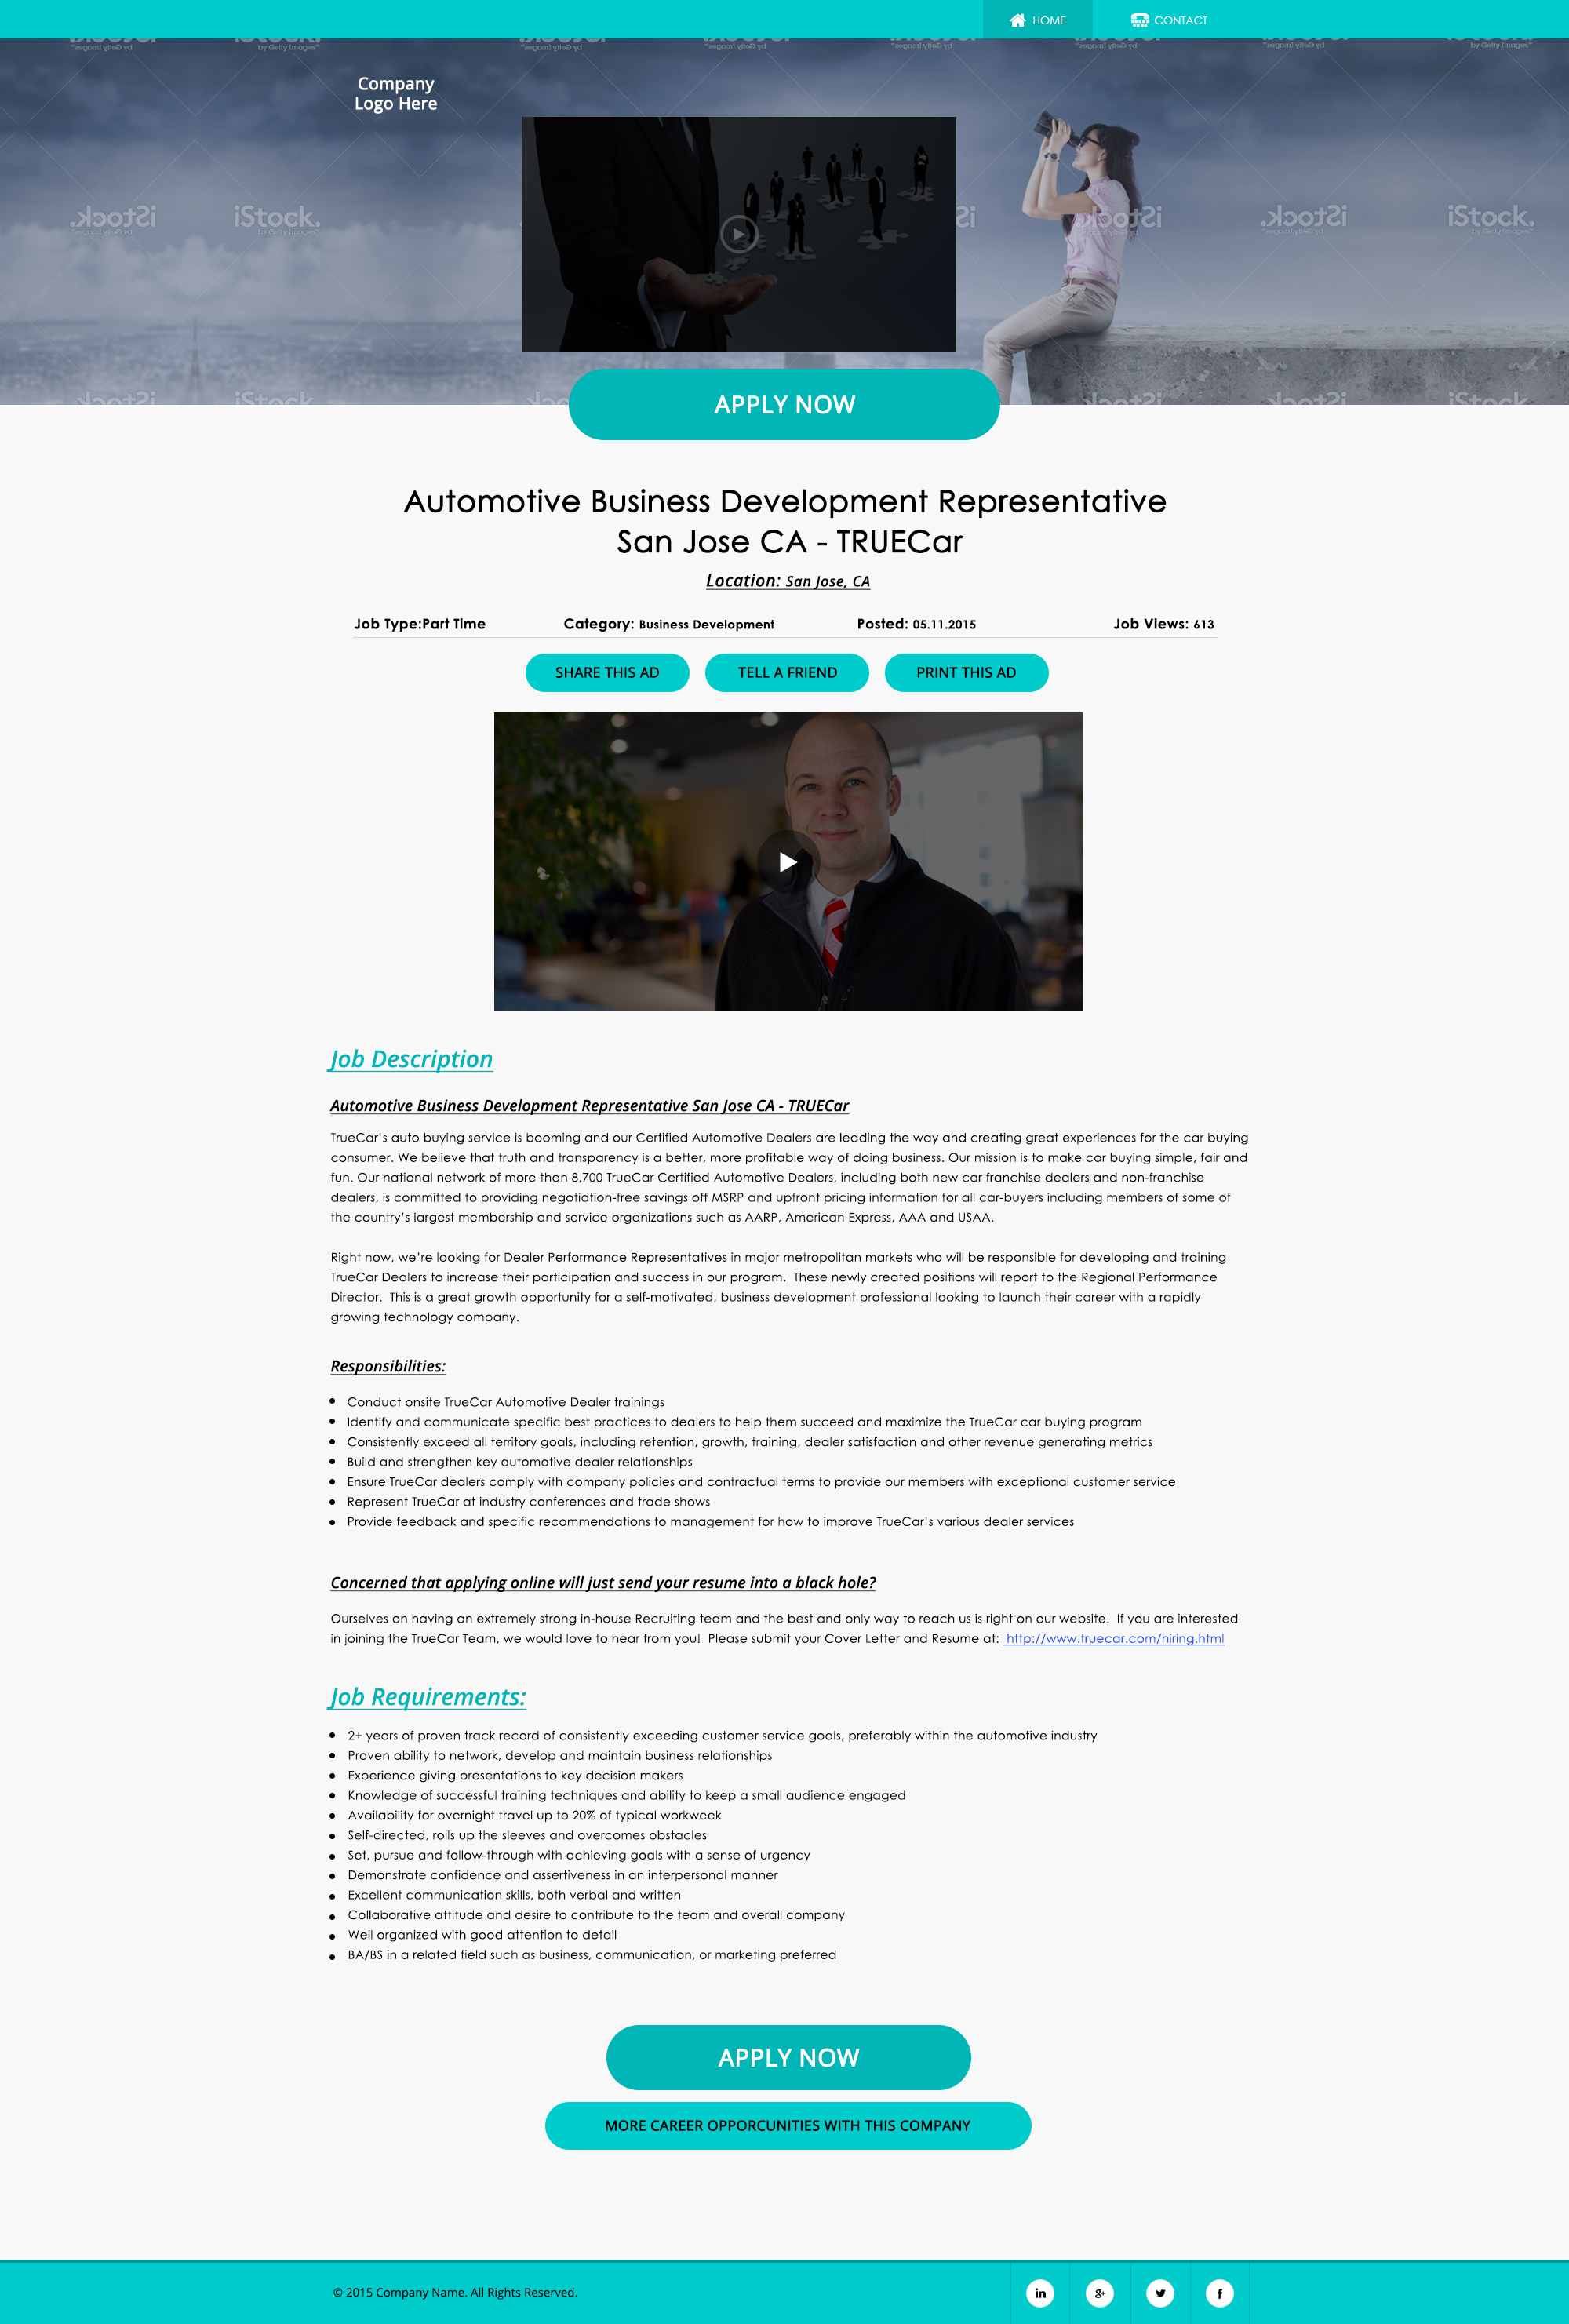 HOME
CONTACT
Company
Logo Here
iStock.
by Getty Images™
APPLY NOW
Automotive Business Development Representative
San Jose CA - TRUECar
Location: San Jose, CA
Job Type:Part Time
Category: Business Development
Posted: 05.11.2015
Job Views: 613
SHARE THIS AD
TELL A FRIEND
PRINT THIS AD
Job Description
Automotive Business Development Representative San Jose CA - TRUECar
TrueCar’s auto buying service is booming and our Certified Automotive Dealers are leading the way and creating great experiences for the car buying
consumer. We believe that truth and transparency is a better, more profitable way of doing business. Our mission is to make car buying simple, fair and
fun. Our national network of more than 8,700 TrueCar Certified Automotive Dealers, including both new car franchise dealers and non-franchise
dealers, is committed to providing negotiation-free savings off MSRP and upfront pricing information for all car-buyers including members of some of
the country’s largest membership and service organizations such as AARP, American Express, AAA and USAA.
Right now, we’re looking for Dealer Performance Representatives in major metropolitan markets who will be responsible for developing and training
TrueCar Dealers to increase their participation and success in our program. These newly created positions will report to the Regional Performance
Director. This is a great growth opportunity for a self-motivated, business development professional looking to launch their career with a rapidly
growing technology company.
Responsibilities:
• Conduct onsite TrueCar Automotive Dealer trainings
• Identify and communicate specific best practices to dealers to help them succeed and maximize the TrueCar car buying program
• Consistently exceed all territory goals, including retention, growth, training, dealer satisfaction and other revenue generating metrics
• Build and strengthen key automotive dealer relationships
• Ensure TrueCar dealers comply with company policies and contractual terms to provide our members with exceptional customer service
• Represent TrueCar at industry conferences and trade shows
• Provide feedback and specific recommendations to management for how to improve TrueCar’s various dealer services
Concerned that applying online will just send your resume into a black hole?
Ourselves on having an extremely strong in-house Recruiting team and the best and only way to reach us is right on our website. If you are interested
in joining the TrueCar Team, we would love to hear from you! Please submit your Cover Letter and Resume at: http://www.truecar.com/hiring.html
Job Requirements:
• 2+ years of proven track record of consistently exceeding customer service goals, preferably within the automotive industry
• Proven ability to network, develop and maintain business relationships
• Experience giving presentations to key decision makers
• Knowledge of successful training techniques and ability to keep a small audience engaged
• Availability for overnight travel up to 20% of typical workweek
• Self-directed, rolls up the sleeves and overcomes obstacles
• Set, pursue and follow-through with achieving goals with a sense of urgency
• Demonstrate confidence and assertiveness in an interpersonal manner
• Excellent communication skills, both verbal and written
• Collaborative attitude and desire to contribute to the team and overall company
• Well organized with good attention to detail
• BA/BS in a related field such as business, communication, or marketing preferred
APPLY NOW
MORE CAREER OPPORCUNITIES WITH THIS COMPANY
© 2015 Company Name. All Rights Reserved.
in
g+
f